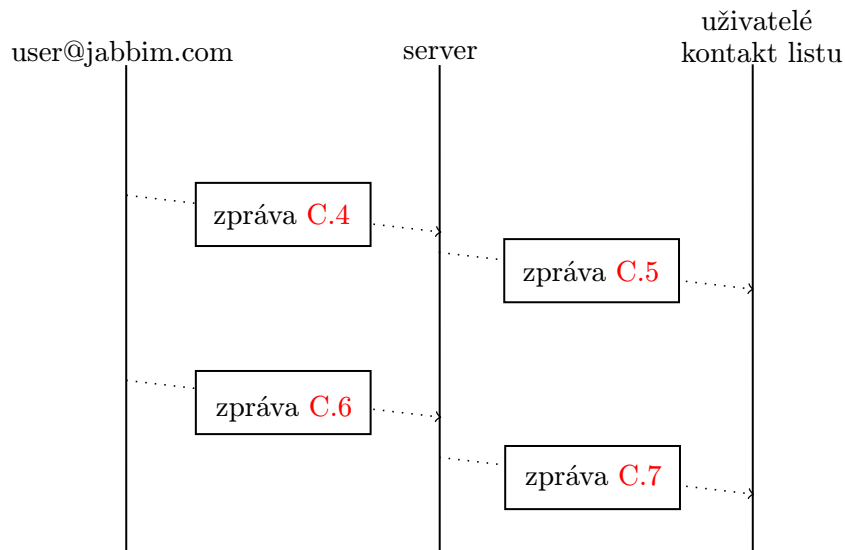 uživatelé
user@jabbim.com server kontakt listu
zpráva C.4
zpráva C.5
zpráva C.6
zpráva C.7